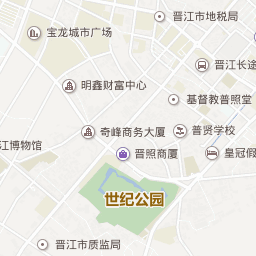 晋江市地税局
宝龙城市广场
晋江长途
明鑫财富中心
基督教普照堂
奇峰商务大厦
普贤学校
江博物馆
晋照商厦
皇冠假
世纪公园
晋江市质监局